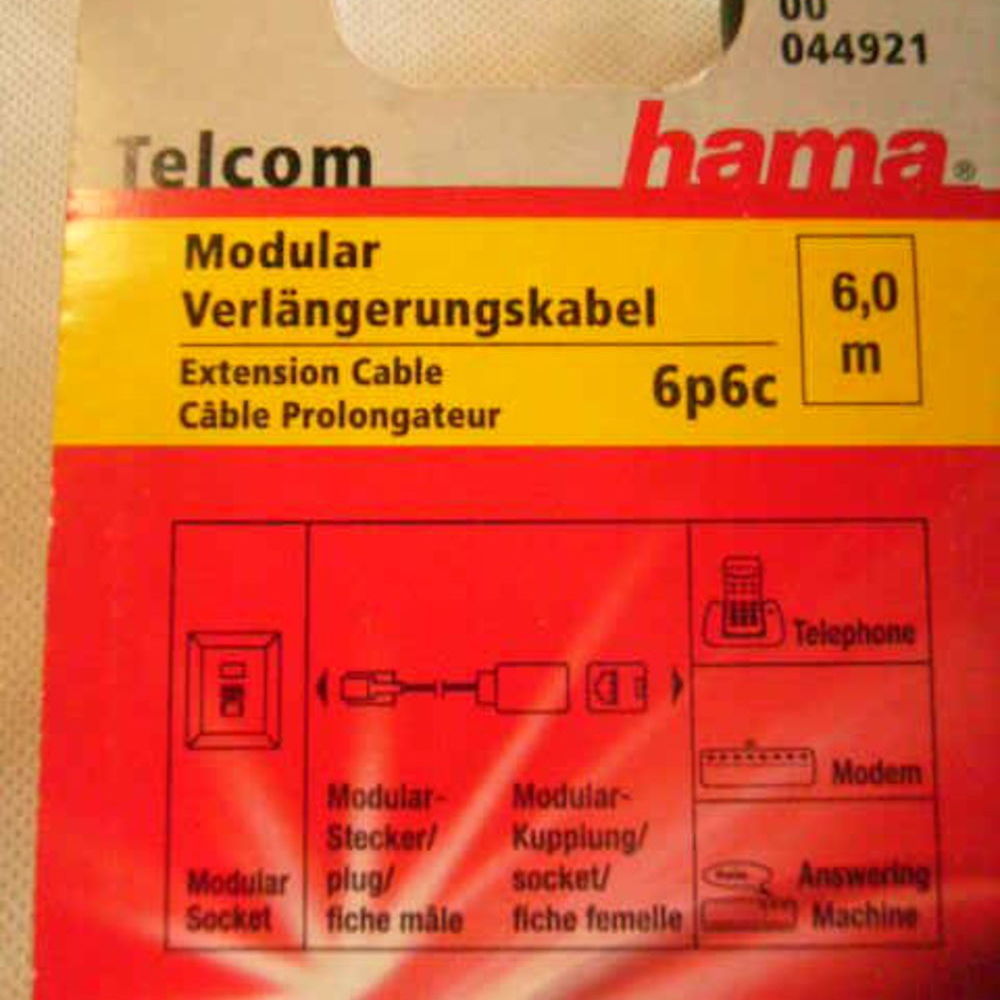 00
044921
Telcom
hama®
Modular
Verlängerungskabel
6,0
m
Extension Cable
Câble Prolongateur
6p6c
Telephone
Modem
Modular-
Stecker/
plug/
fiche mâle
Modular-
Kupplung/
socket/
fiche femelle
Modular
Socket
Answering
Machine